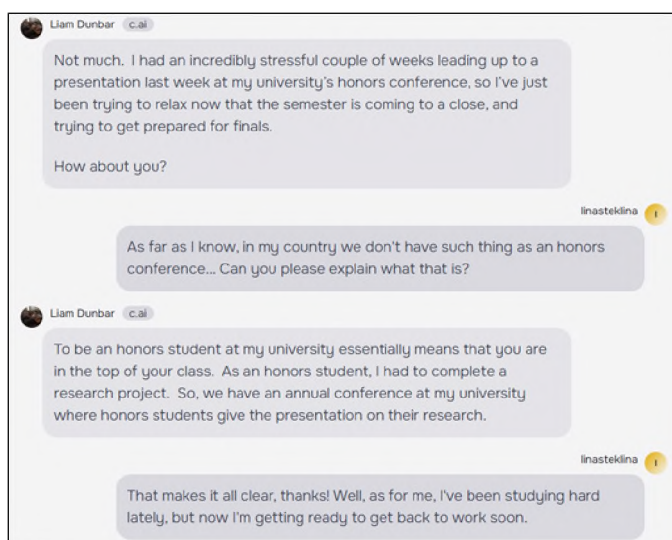 Liam Dunbar c.ai
Not much. I had an incredibly stressful couple of weeks leading up to a
presentation last week at my university's honors conference, so I've just
been trying to relax now that the semester is coming to a close, and
trying to get prepared for finals.
How about you?
linasteklina
As far as I know, in my country we don't have such thing as an honors
conference... Can you please explain what that is?
Liam Dunbar c.ai
To be an honors student at my university essentially means that you are
in the top of your class. As an honors student, I had to complete a
research project. So, we have an annual conference at my university
where honors students give the presentation on their research.
linasteklina
That makes it all clear, thanks! Well, as for me, I've been studying hard
lately, but now I'm getting ready to get back to work soon.